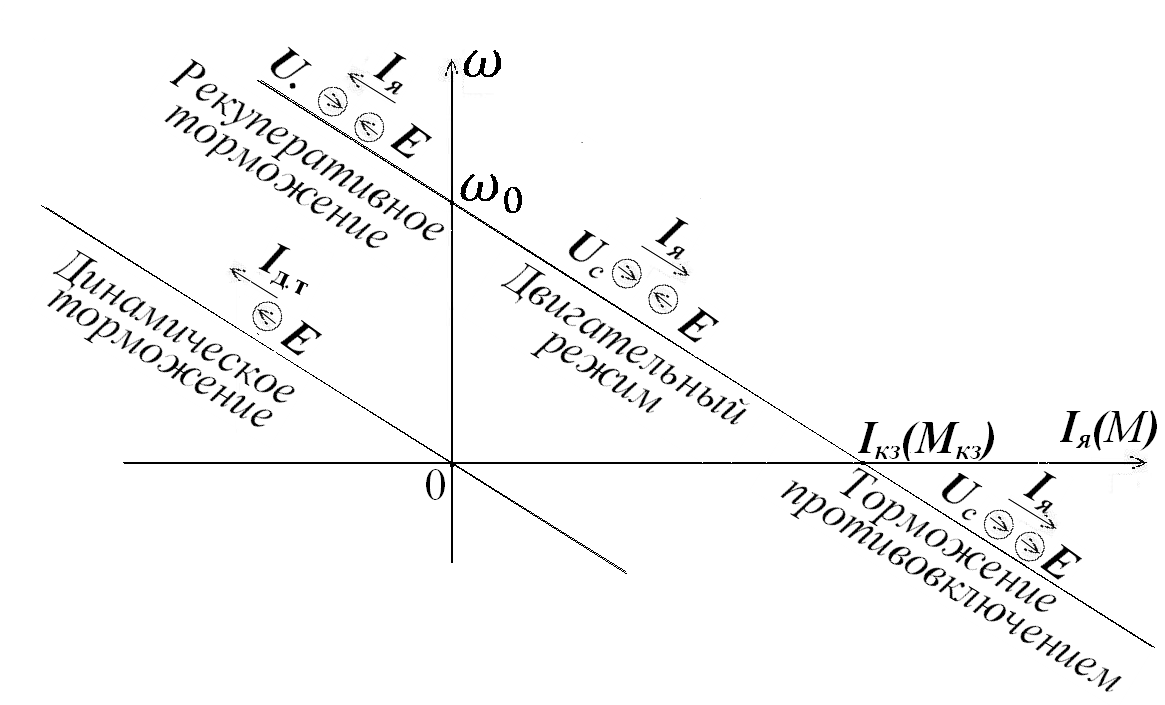 ω
U. Iя E
Рекуперативное
торможение
ω0
Iд.т
E
Динамическое
торможение
Uс Iя E
Двигательный
режим
Iкз(Mкз)
Iя(M)
0
Uс Iя E
Торможение
противовключением